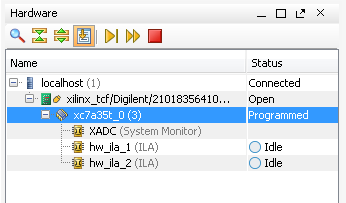 Hardware
Name Status
localhost (1) Connected
xilinx_tcf/Digilent/21018356410... Open
xc7a35t_0 (3) Programmed
XADC (System Monitor)
hw_ila_1 (ILA) Idle
hw_ila_2 (ILA) Idle